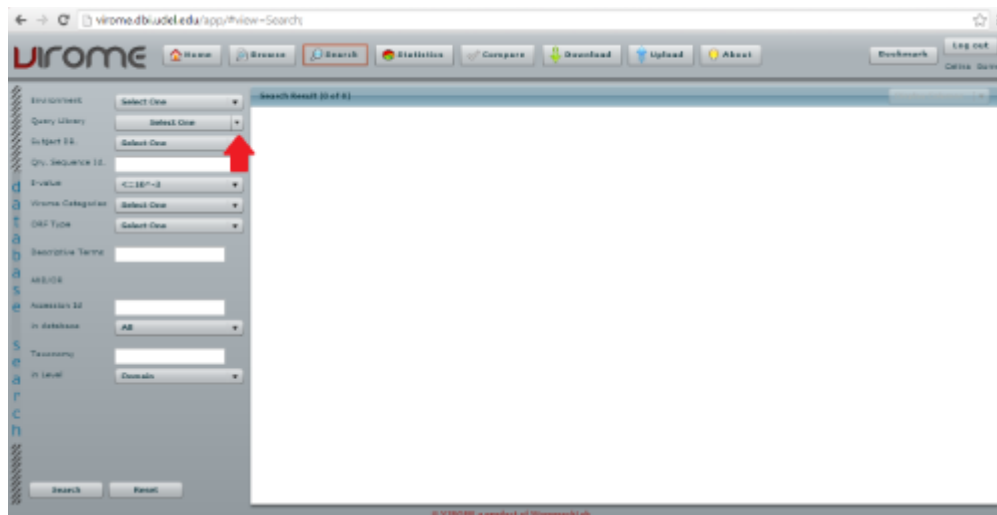 virome.dbi.udel.edu/app/#view=Search;
VIROME Home Browse Search Statistics Compare Download Upload About Bookmark Log out
Environment Select One
Search Result (0 of 0)
Query Library Select One
Subject DB. Select One
Qry. Sequence Id.
E-value <=10^-3
Virome Categories Select One
ORF Type Select One
Descriptive Terms
AND/OR
Accession Id
in database All
Taxonomy
in Level Domain
database search
Search Reset